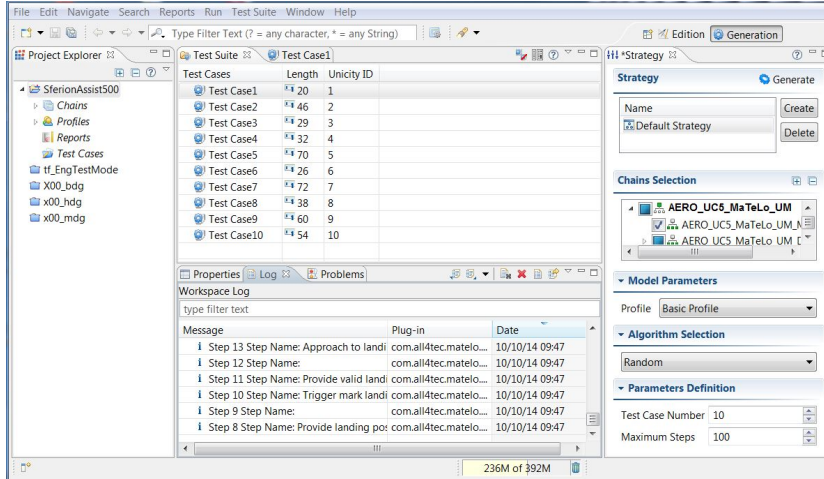 File Edit Navigate Search Reports Run Test Suite Window Help
Type Filter Text (? = any character, * = any String)
Edition Generation
Project Explorer
SferionAssist500
Chains
Profiles
Reports
Test Cases
tf_EngTestMode
X00_bdg
x00_hdg
x00_mdg
Test Suite Test Case1
Test Cases Length Unicity ID
Test Case1 20 1
Test Case2 46 2
Test Case3 29 3
Test Case4 32 4
Test Case5 70 5
Test Case6 26 6
Test Case7 72 7
Test Case8 38 8
Test Case9 60 9
Test Case10 54 10
Properties Log Problems
Workspace Log
type filter text
Message Plug-in Date
Step 13 Step Name: Approach to landi com.all4tec.matelo.... 10/10/14 09:47
Step 12 Step Name: com.all4tec.matelo.... 10/10/14 09:47
Step 11 Step Name: Provide valid landi com.all4tec.matelo.... 10/10/14 09:47
Step 10 Step Name: Trigger mark landi com.all4tec.matelo.... 10/10/14 09:47
Step 9 Step Name: com.all4tec.matelo.... 10/10/14 09:47
Step 8 Step Name: Provide landing pos com.all4tec.matelo.... 10/10/14 09:47
*Strategy
Strategy Generate
Name
Default Strategy
Create
Delete
Chains Selection
AERO_UC5_MaTeLo_UM
AERO_UC5_MaTeLo_UM_M
AERO_UC5_MaTeLo_UM_D
Model Parameters
Profile Basic Profile
Algorithm Selection
Random
Parameters Definition
Test Case Number 10
Maximum Steps 100
236M of 392M